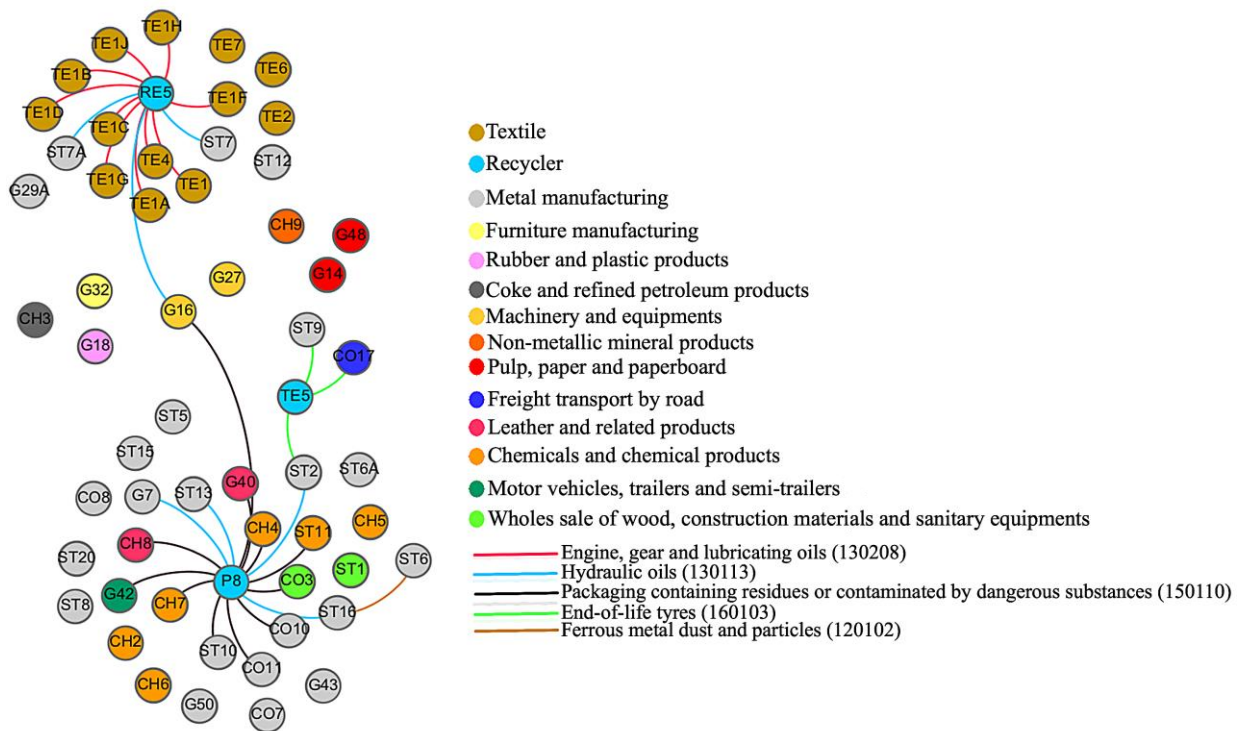 TE1H
TE1J
TE7
TE6
TE1B
RE5
TE1F
TE1D
TE2
TE1C
ST7A
ST7
TE4
ST12
TE1G
TE1
G29A
TE1A
CH9
G48
G14
G27
G32
G16
CH3
G18
ST9
CO17
TE5
ST5
ST15
ST2
ST6A
G40
CO8
G7
ST13
CH4
ST11
CH5
CH8
ST20
ST6
P8
CO3
ST1
G42
CH7
ST8
ST16
CO10
CH2
ST10
CO11
CH6
G43
G50
CO7
Textile
Recycler
Metal manufacturing
Furniture manufacturing
Rubber and plastic products
Coke and refined petroleum products
Machinery and equipments
Non-metallic mineral products
Pulp, paper and paperboard
Freight transport by road
Leather and related products
Chemicals and chemical products
Motor vehicles, trailers and semi-trailers
Wholes sale of wood, construction materials and sanitary equipments
Engine, gear and lubricating oils (130208)
Hydraulic oils (130113)
Packaging containing residues or contaminated by dangerous substances (150110)
End-of-life tyres (160103)
Ferrous metal dust and particles (120102)